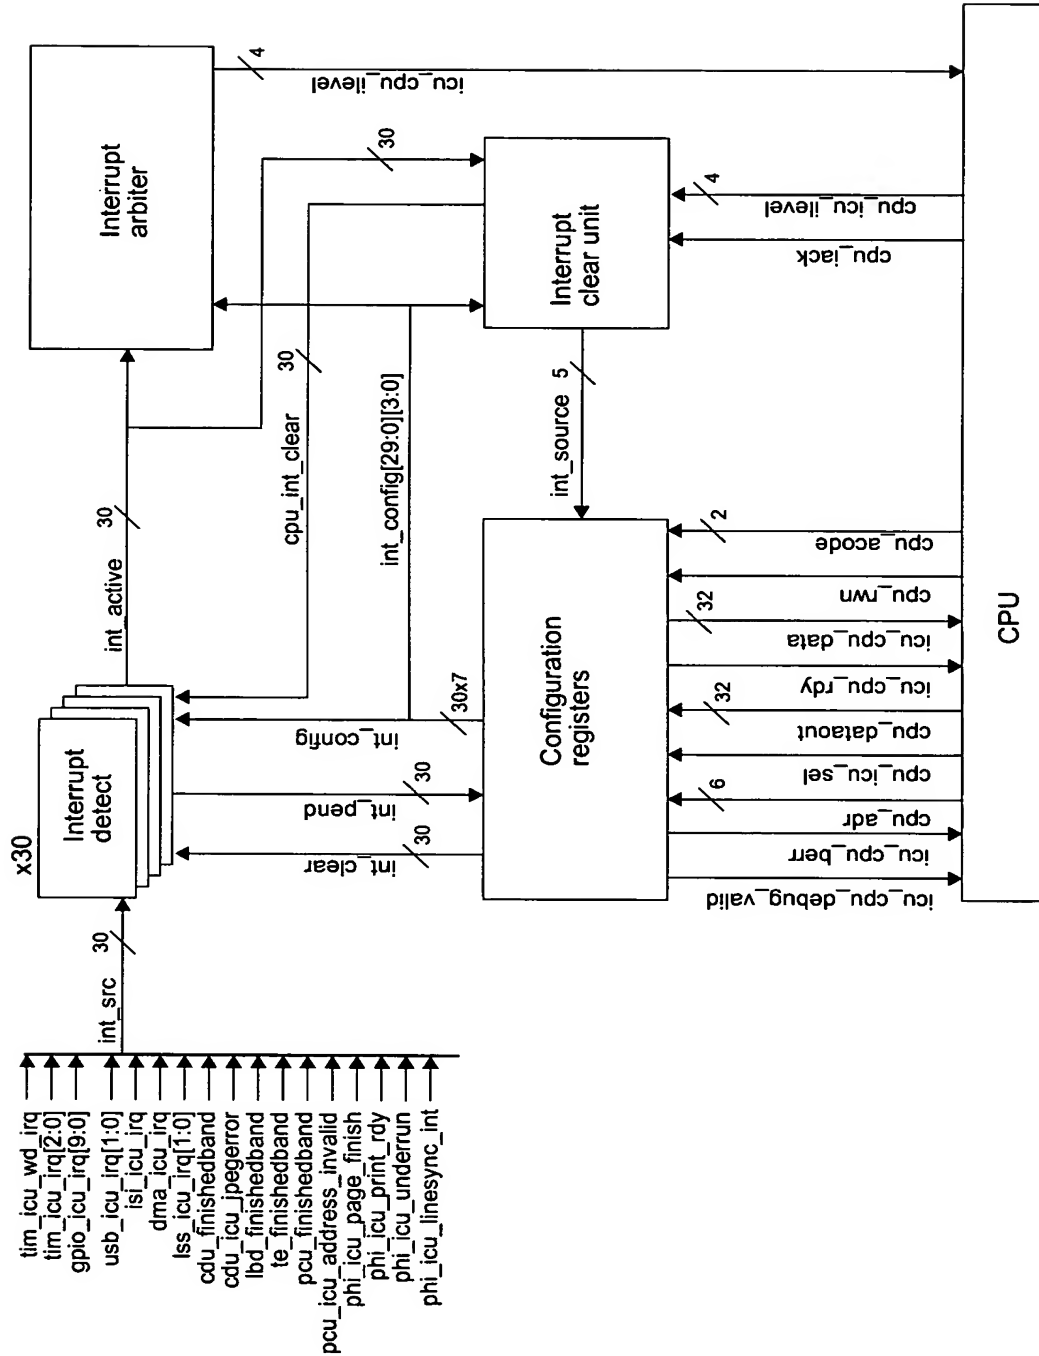 tim_icu_wd_irq
tim_icu_irq[2:0]
gpio_icu_irq[9:0]
usb_icu_irq[1:0]
isi_icu_irq
dma_icu_irq
lss_icu_irq[1:0]
cdu_finishedband
cdu_icu_jpegerror
lbd_finishedband
te_finishedband
pcu_finishedband
pcu_icu_address_invalid
phi_icu_page_finish
phi_icu_print_rdy
phi_icu_underrun
phi_icu_linesync_int
int_src
30
x30
Interrupt
detect
int_active
30
Interrupt
arbiter
4
icu_cpu_ilevel
30
cpu_int_clear
30
int_config[29:0][3:0]
int_config
30x7
int_pend
30
int_clear
30
Interrupt
clear unit
4
cpu_icu_ilevel
cpu_iack
int_source
5
Configuration
registers
2
cpu_acode
cpu_rwn
32
icu_cpu_data
icu_cpu_rdy
32
cpu_dataout
cpu_icu_sel
6
cpu_adr
icu_cpu_berr
icu_cpu_debug_valid
CPU